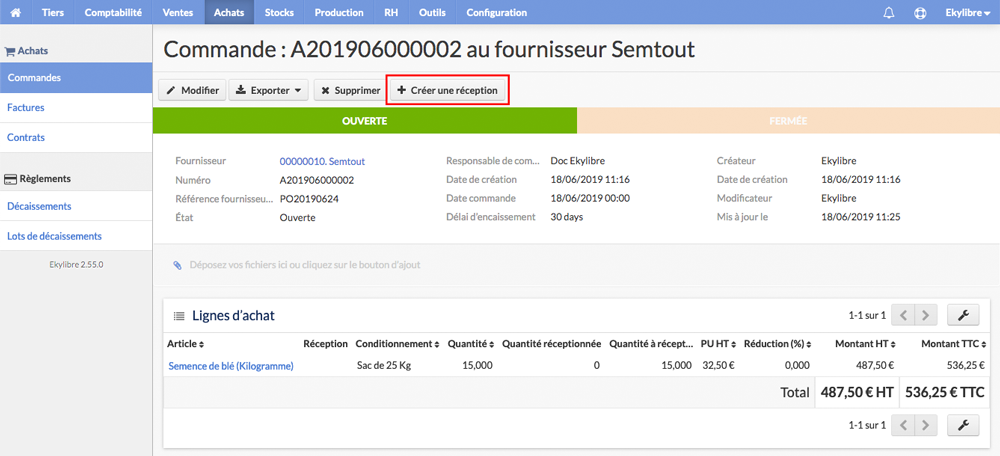 Tiers Comptabilité Ventes Achats Stocks Production RH Outils Configuration Ekylibre
Achats
Commandes
Factures
Contrats
Règlements
Décaissements
Lots de décaissements
Ekylibre 2.55.0
Commande : A201906000002 au fournisseur Semtout
Modifier Exporter Supprimer Créer une réception
OUVERTE FERMÉE
Fournisseur 00000010. Semtout Responsable de com... Doc Ekylibre Créateur Ekylibre
Numéro A201906000002 Date de création 18/06/2019 11:16 Date de création 18/06/2019 11:16
Référence fournisseu... PO20190624 Date commande 18/06/2019 00:00 Modificateur Ekylibre
État Ouverte Délai d'encaissement 30 days Mis à jour le 18/06/2019 11:25
Déposez vos fichiers ici ou cliquez sur le bouton d'ajout
Lignes d'achat 1-1 sur 1
Article Réception Conditionnement Quantité Quantité réceptionnée Quantité à récept... PU HT Réduction (%) Montant HT Montant TTC
Semence de blé (Kilogramme) Sac de 25 Kg 15,000 0 15,000 32,50 € 0,000 487,50 € 536,25 €
Total 487,50 € HT 536,25 € TTC
1-1 sur 1